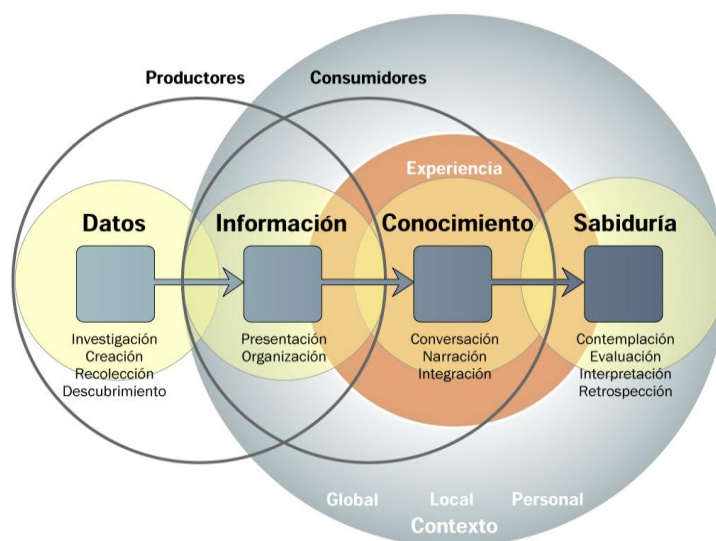 Productores
Consumidores
Experiencia
Datos
Información
Conocimiento
Sabiduría
Investigación
Creación
Recolección
Descubrimiento
Presentación
Organización
Conversación
Narración
Integración
Contemplación
Evaluación
Interpretación
Retrospección
Global
Local
Personal
Contexto